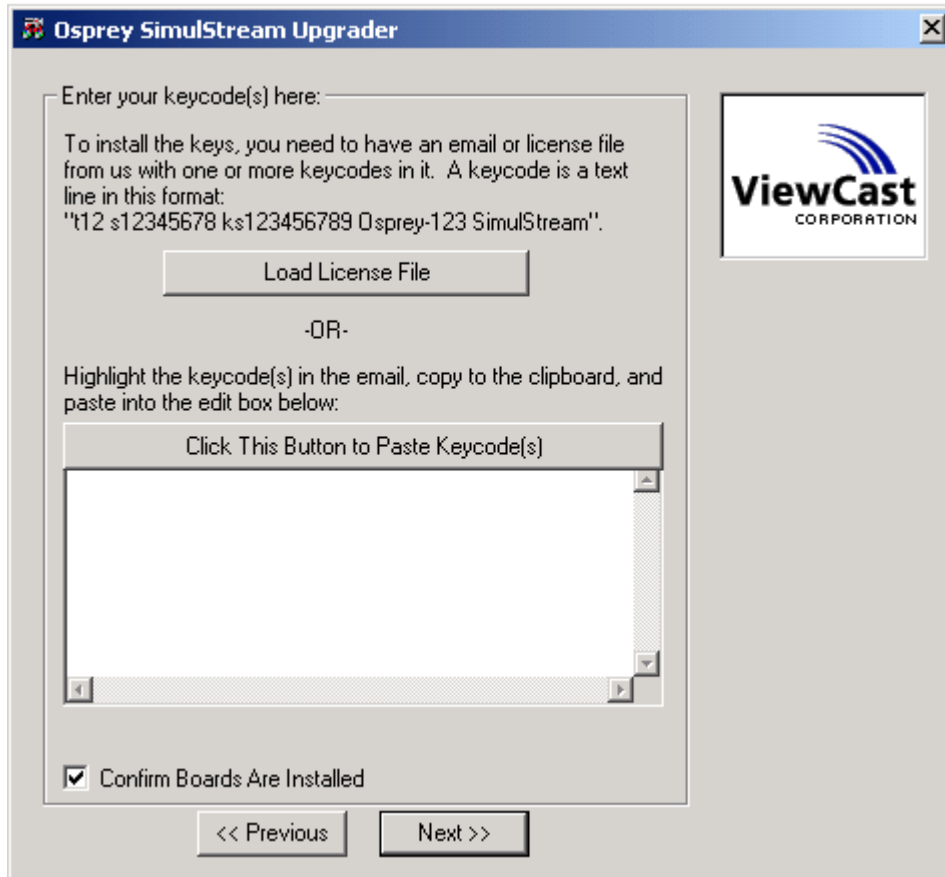 Osprey SimulStream Upgrader
Enter your keycode(s) here:
To install the keys, you need to have an email or license file
from us with one or more keycodes in it.  A keycode is a text
line in this format:
"t12 s12345678 ks123456789 Osprey-123 SimulStream".
Load License File
-OR-
Highlight the keycode(s) in the email, copy to the clipboard, and
paste into the edit box below:
Click This Button to Paste Keycode(s)
Confirm Boards Are Installed
<< Previous
Next >>
ViewCast
CORPORATION